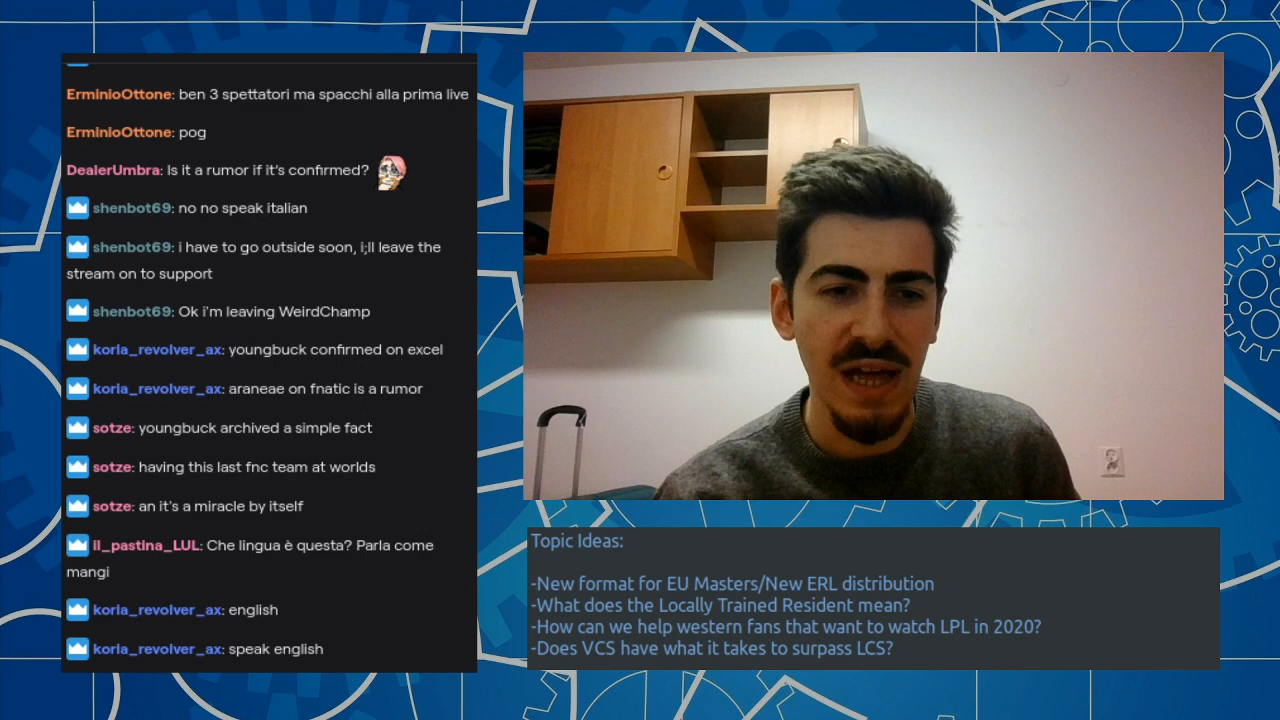 ErminioOttone: ben 3 spettatori ma spacchi alla prima live
ErminioOttone: pog
DealerUmbra: Is it a rumor if it's confirmed?
shenbot69: no no speak italian
shenbot69: i have to go outside soon, i;ll leave the
stream on to support
shenbot69: Ok i'm leaving WeirdChamp
koria_revolver_ax: youngbuck confirmed on excel
koria_revolver_ax: araneae on fnatic is a rumor
sotze: youngbuck archived a simple fact
sotze: having this last fnc team at worlds
sotze: an it's a miracle by itself
il_pastina_LUL: Che lingua è questa? Parla come
mangi
koria_revolver_ax: english
koria_revolver_ax: speak english
Topic Ideas:
-New format for EU Masters/New ERL distribution
-What does the Locally Trained Resident mean?
-How can we help western fans that want to watch LPL in 2020?
-Does VCS have what it takes to surpass LCS?